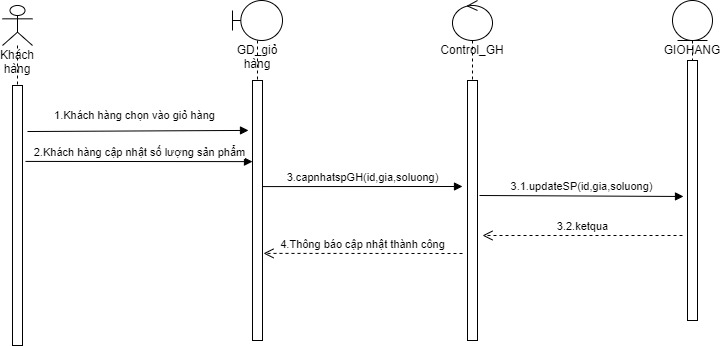 Khách
hàng
GD_giỏ
hàng
Control_GH
GIOHANG
1.Khách hàng chọn vào giỏ hàng
2.Khách hàng cập nhật số lượng sản phẩm
3.capnhatspGH(id,gia,soluong)
3.1.updateSP(id,gia,soluong)
3.2.ketqua
4.Thông báo cập nhật thành công